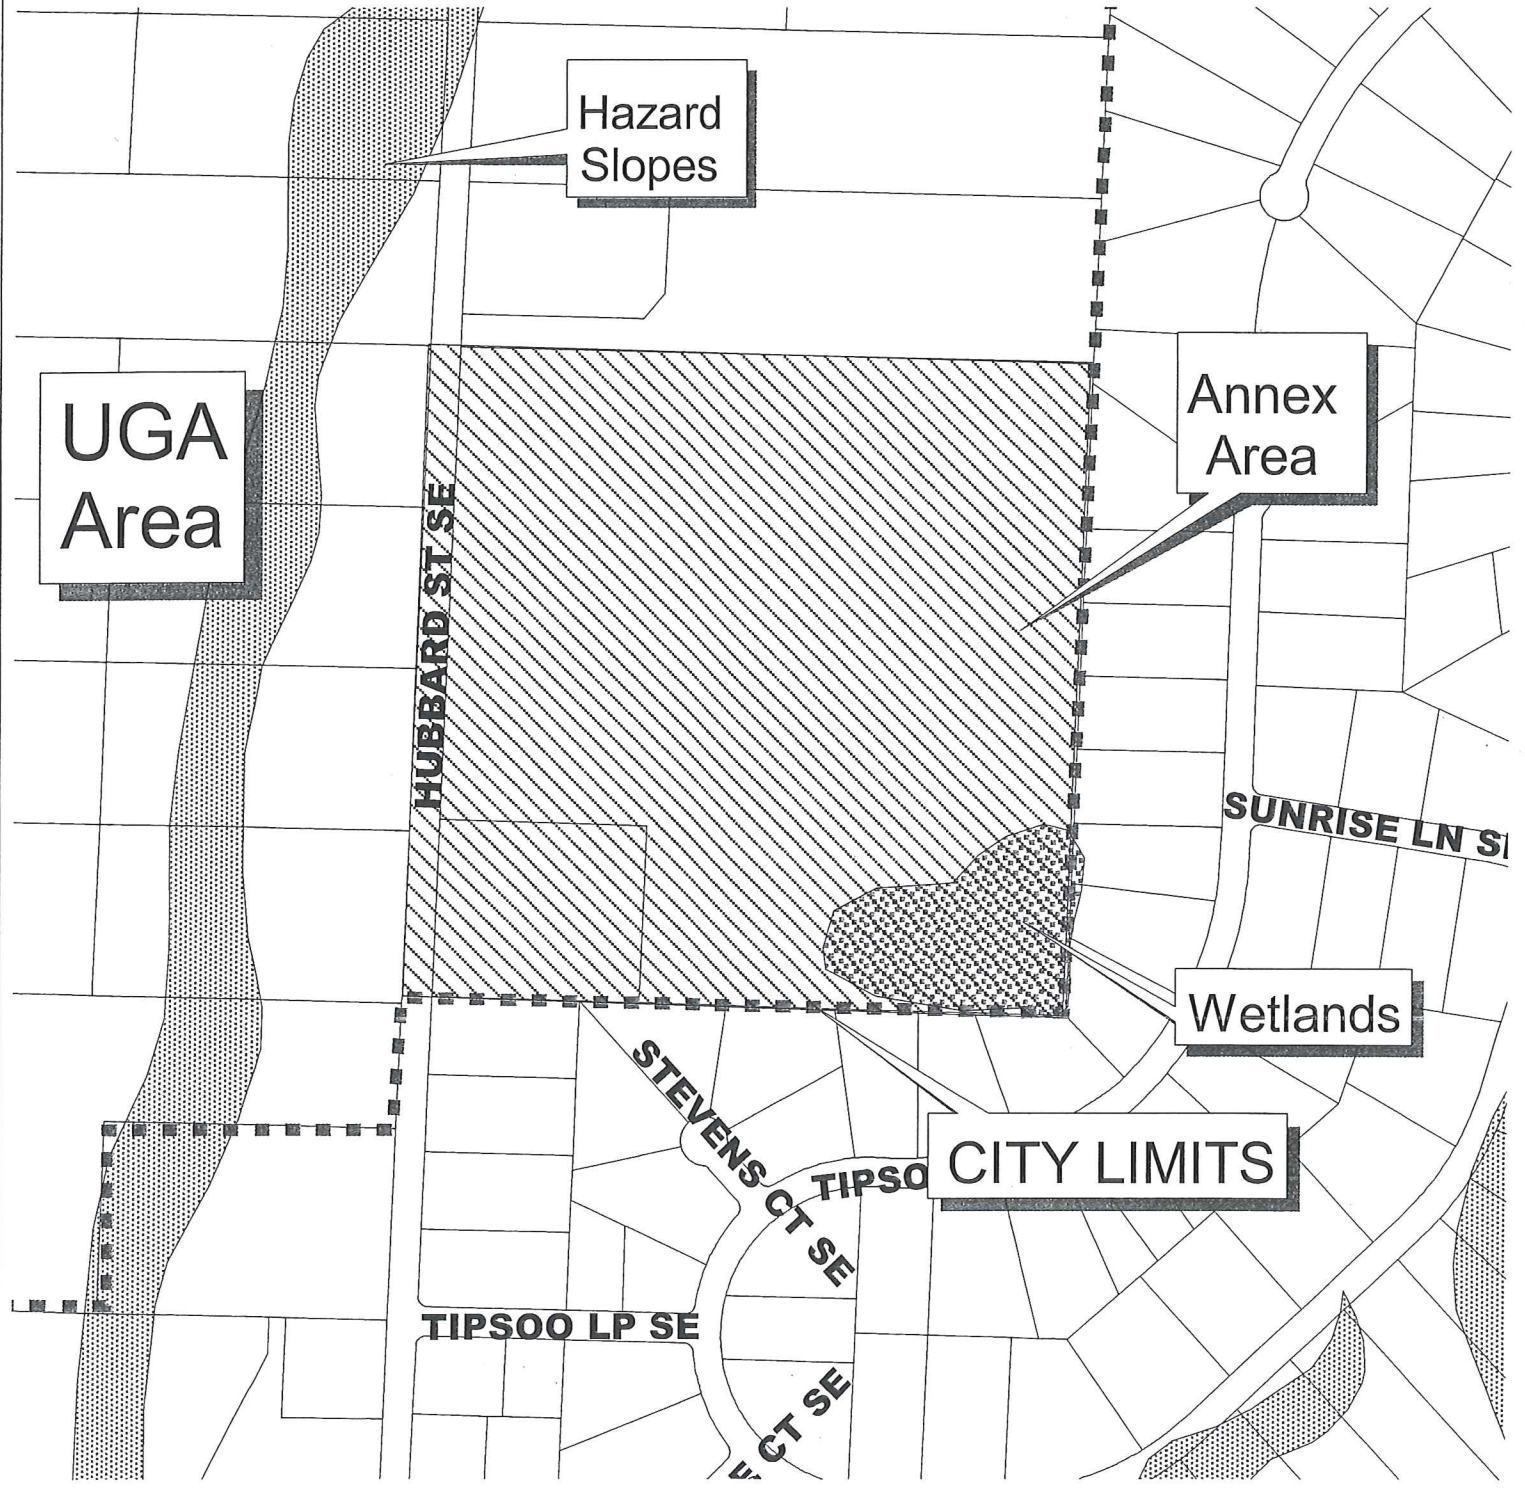 Hazard
Slopes
UGA
Area
Annex
Area
HUBBARD ST SE
SUNRISE LN
Wetlands
STEVENS CT SE
TIPSO
CITY LIMITS
TIPSOO LP SE
CT SE